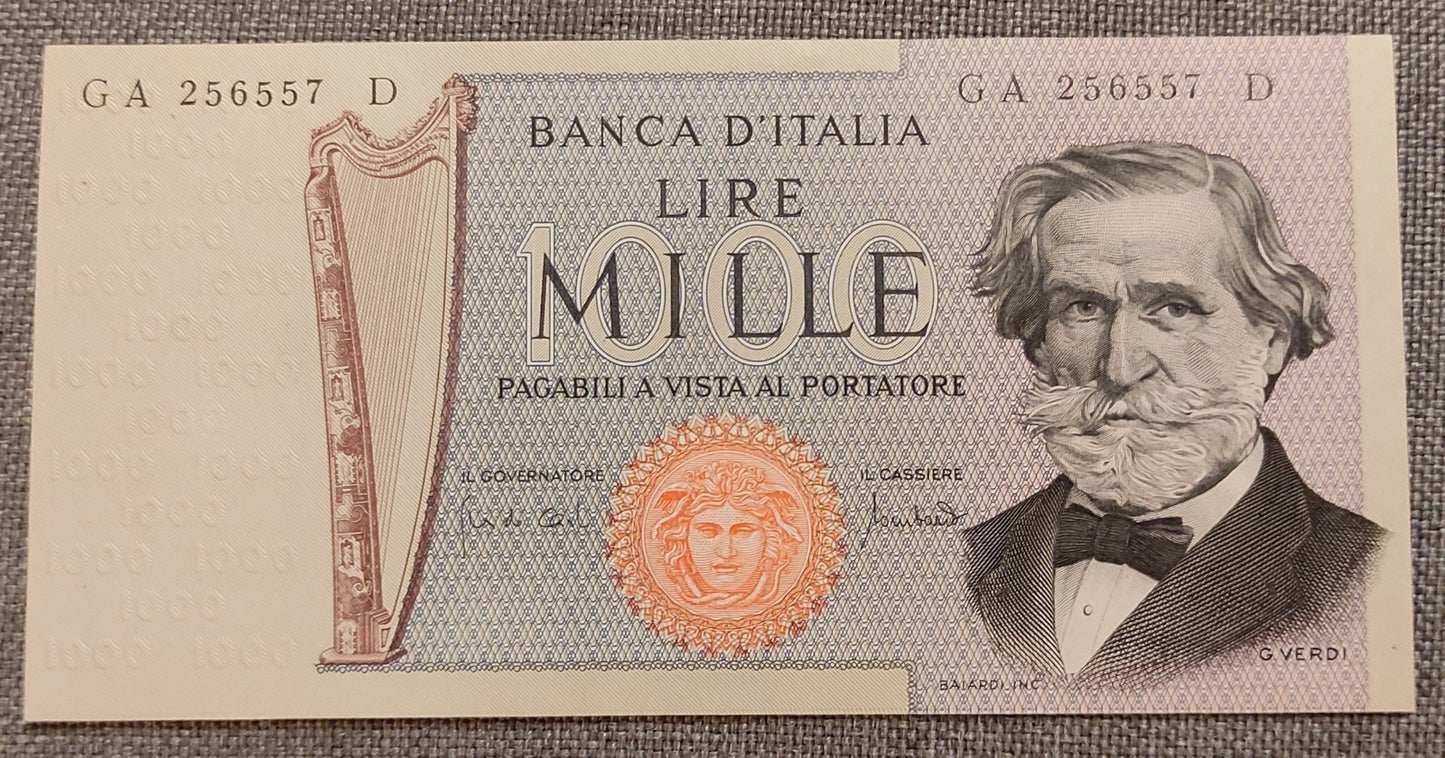 GA 256557 D
GA 256557 D
BANCA D'ITALIA
LIRE
1000
MILLE
PAGABILI A VISTA AL PORTATORE
IL GOVERNATORE
IL CASSIERE
G. VERDI
BAIARDI INC